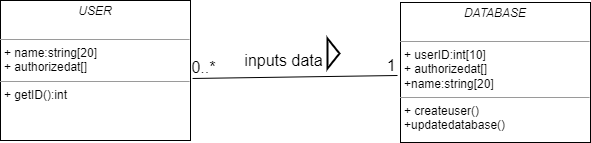 USER
+ name:string[20]
+ authorizedat[]
+ getID():int
0..*
inputs data
1
DATABASE
+ userID:int[10]
+ authorizedat[]
+name:string[20]
+ createuser()
+updatedatabase()